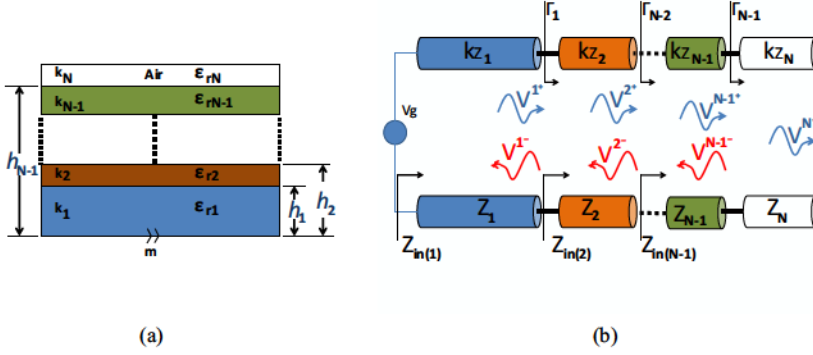 k_N Air ε_rN
k_N-1 ε_rN-1
h_N-1
k_2 ε_r2
k_1 ε_r1
h_1 h_2
m
(a)
Γ_1 Γ_N-2 Γ_N-1
kz_1 kz_2 kz_N-1 kz_N
Vg
V^1+ V^2+ V^N-1+ V^N+
V^1- V^2- V^N-1-
Z_1 Z_2 Z_N-1 Z_N
Z_in(1) Z_in(2) Z_in(N-1)
(b)